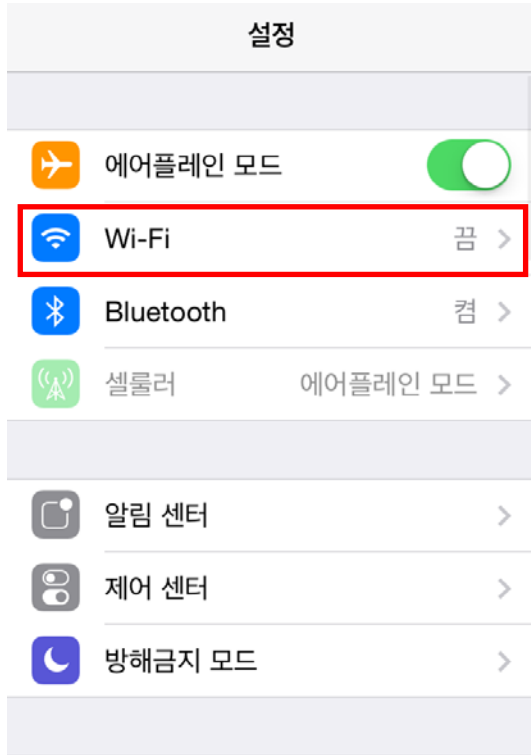 설정
에어플레인 모드
Wi-Fi 끔
Bluetooth 켬
셀룰러 에어플레인 모드
알림 센터
제어 센터
방해금지 모드